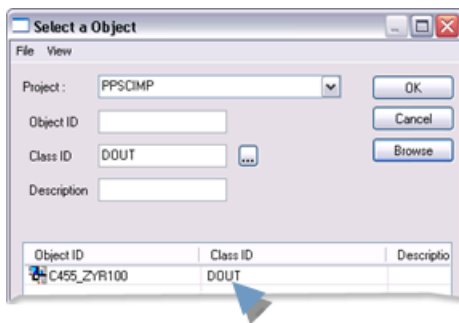 Select a Object
File View
Project : PPSCIMP OK
Object ID Cancel
Class ID DOUT ... Browse
Description
Object ID Class ID Descriptio
C455_ZYR100 DOUT